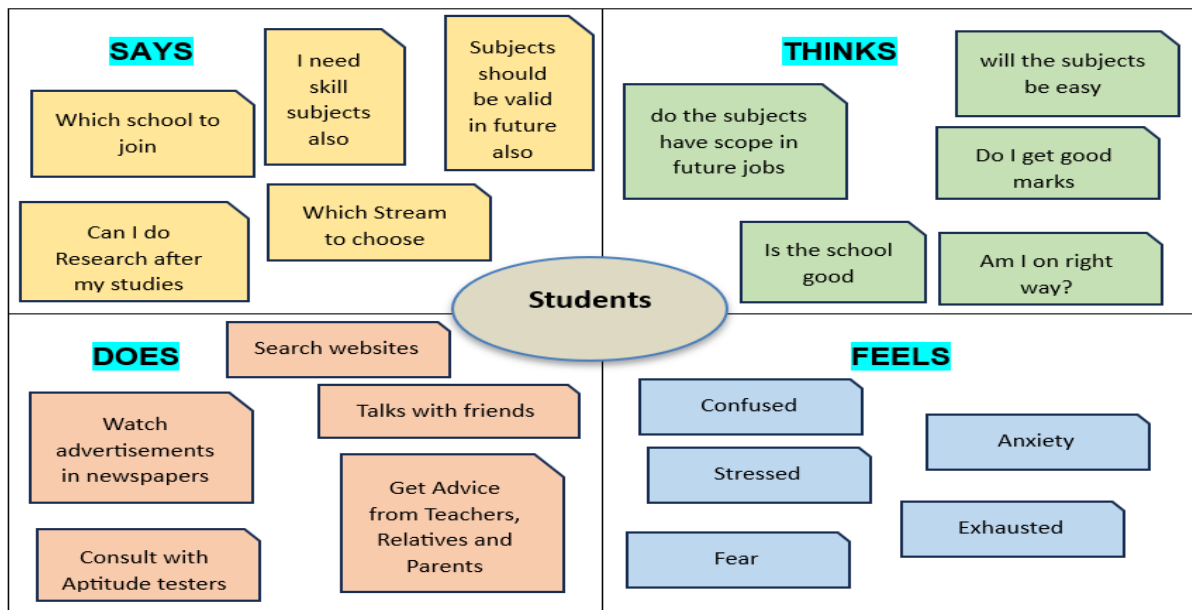 SAYS
I need
skill
subjects
also
Subjects
should
be valid
in future
also
Which school to
join
Can I do
Research after
my studies
Which Stream
to choose
THINKS
will the subjects
be easy
do the subjects
have scope in
future jobs
Do I get good
marks
Is the school
good
Am I on right
way?
Students
DOES
Search websites
Talks with friends
Watch
advertisements
in newspapers
Get Advice
from Teachers,
Relatives and
Parents
Consult with
Aptitude testers
FEELS
Confused
Anxiety
Stressed
Exhausted
Fear